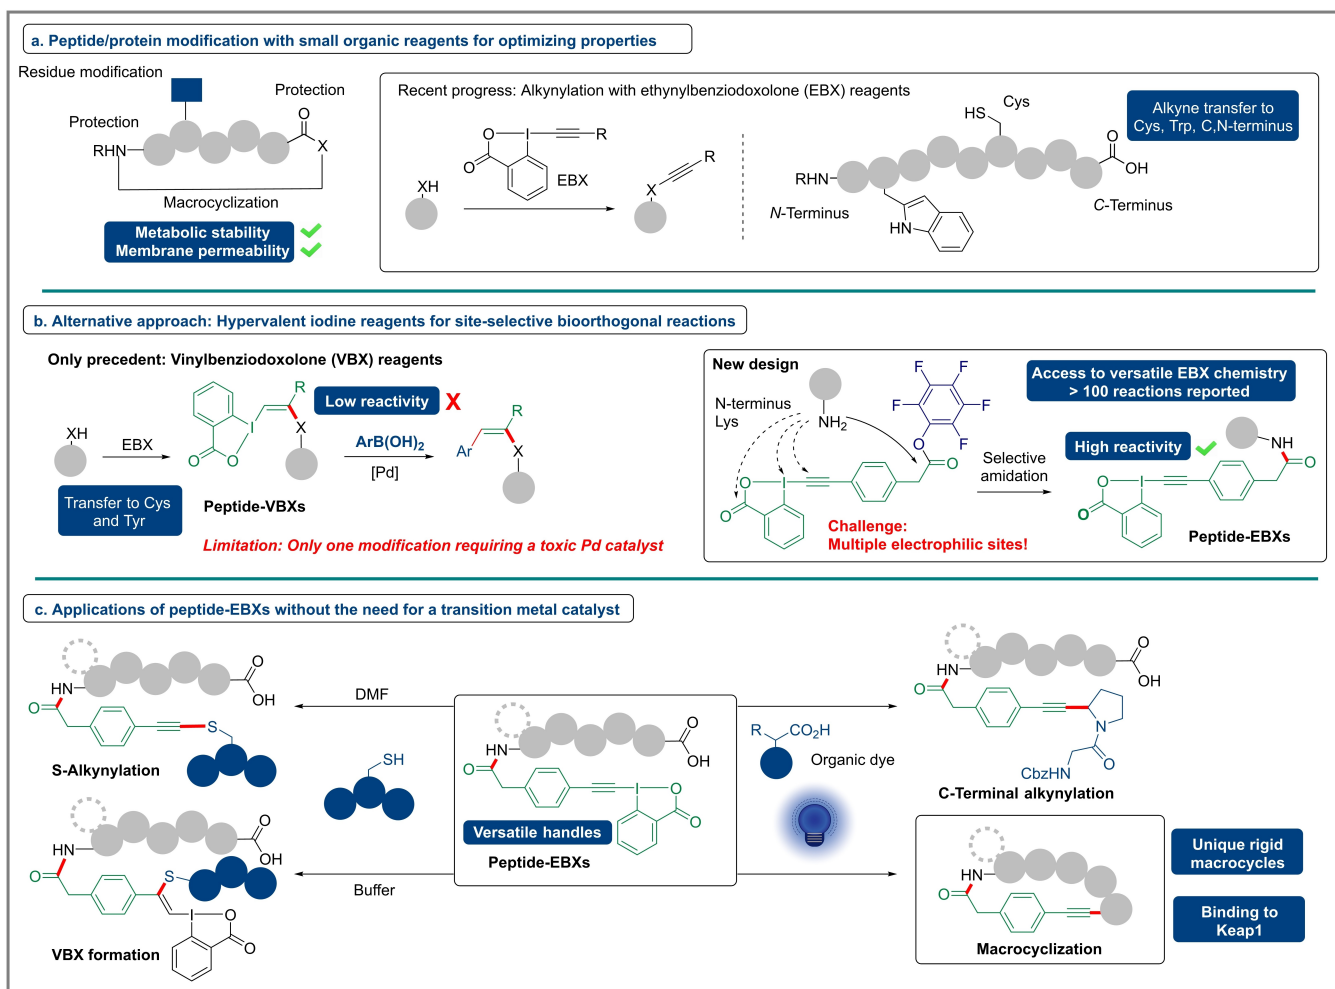 a. Peptide/protein modification with small organic reagents for optimizing properties
Residue modification
Protection
Protection
RHN
O
X
Macrocyclization
Metabolic stability
Membrane permeability
Recent progress: Alkynylation with ethynylbenziodoxolone (EBX) reagents
XH
O
I
R
O
EBX
R
X
Cys
HS
Alkyne transfer to
Cys, Trp, C,N-terminus
O
OH
RHN
N-Terminus
HN
C-Terminus
b. Alternative approach: Hypervalent iodine reagents for site-selective bioorthogonal reactions
Only precedent: Vinylbenziodoxolone (VBX) reagents
XH
EBX
Transfer to Cys
and Tyr
R
I
X
O
O
Peptide-VBXs
Low reactivity
X
ArB(OH)2
[Pd]
R
Ar
X
Limitation: Only one modification requiring a toxic Pd catalyst
New design
N-terminus
Lys
NH2
F
F
F
F
F
O
O
O
I
O
Challenge:
Multiple electrophilic sites!
Selective
amidation
Access to versatile EBX chemistry
> 100 reactions reported
High reactivity
NH
O
O
I
O
Peptide-EBXs
c. Applications of peptide-EBXs without the need for a transition metal catalyst
O
OH
HN
O
S
S-Alkynylation
DMF
SH
O
OH
HN
O
S
I
O
O
VBX formation
Buffer
O
OH
HN
O
I
O
O
Versatile handles
Peptide-EBXs
R
CO2H
Organic dye
O
OH
HN
O
N
O
CbzHN
C-Terminal alkynylation
HN
O
Macrocyclization
Unique rigid
macrocycles
Binding to
Keap1